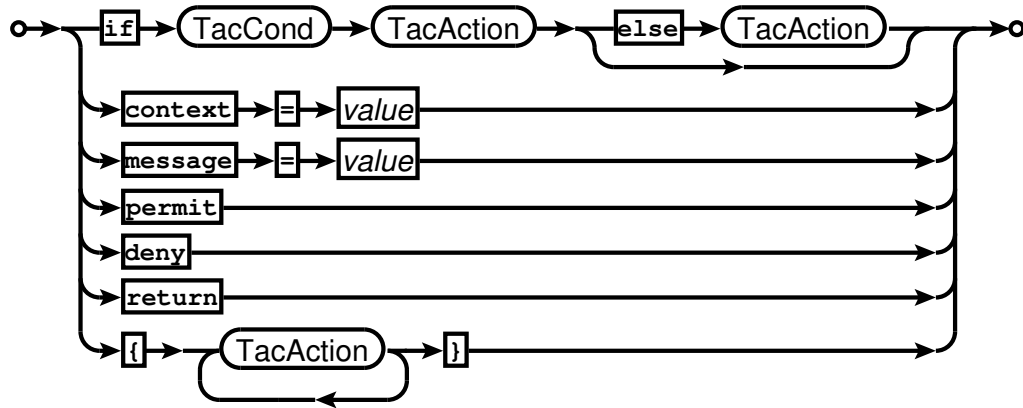 if TacCond TacAction else TacAction
context = value
message = value
permit
deny
return
{ TacAction }